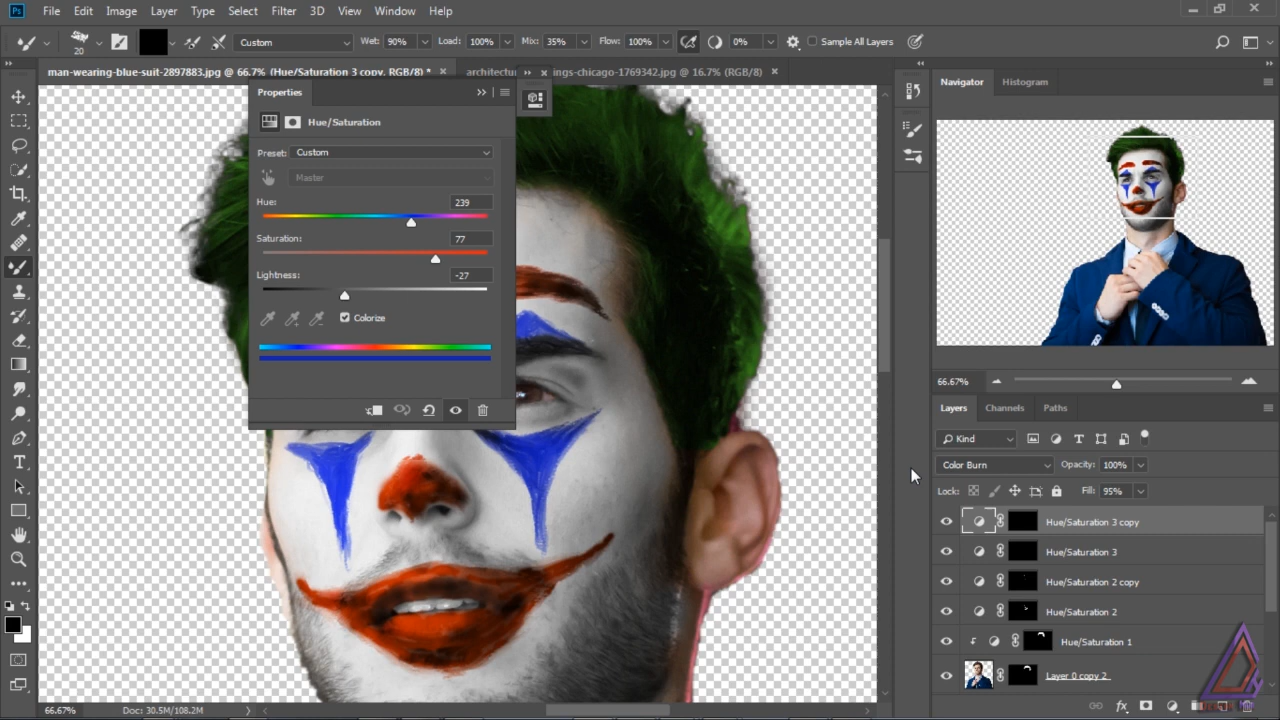 Ps File Edit Image Layer Type Select Filter 3D View Window Help
20 Custom Wet: 90% Load: 100% Mix: 35% Flow: 100% 0% Sample All Layers
man-wearing-blue-suit-2897883.jpg @ 66.7% (Hue/Saturation 3 copy, RGB/8) * × ings-chicago-1769342.jpg @ 16.7% (RGB/8) ×
Properties
Hue/Saturation
Preset: Custom
Master
Hue: 239
Saturation: 77
Lightness: -27
Colorize
Navigator Histogram
66.67%
Layers Channels Paths
Kind
Color Burn Opacity: 100%
Lock: Fill: 95%
Hue/Saturation 3 copy
Hue/Saturation 3
Hue/Saturation 2 copy
Hue/Saturation 2
Hue/Saturation 1
Layer 0 copy 2
66.67% Doc: 30.5M/108.2M